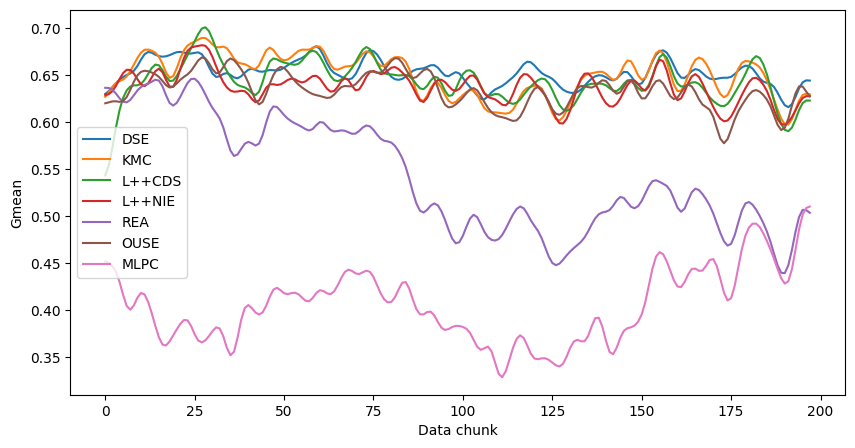 0.70
0.65
0.60
0.55
0.50
0.45
0.40
0.35
Gmean
DSE
KMC
L++CDS
L++NIE
REA
OUSE
MLPC
0 25 50 75 100 125 150 175 200
Data chunk